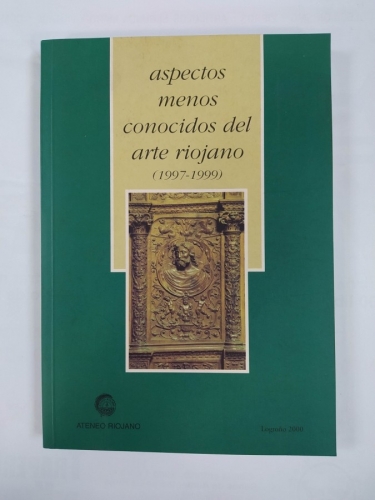 aspectos
menos
conocidos del
arte riojano
(1997-1999)
ATENEO RIOJANO
Logroño 2000